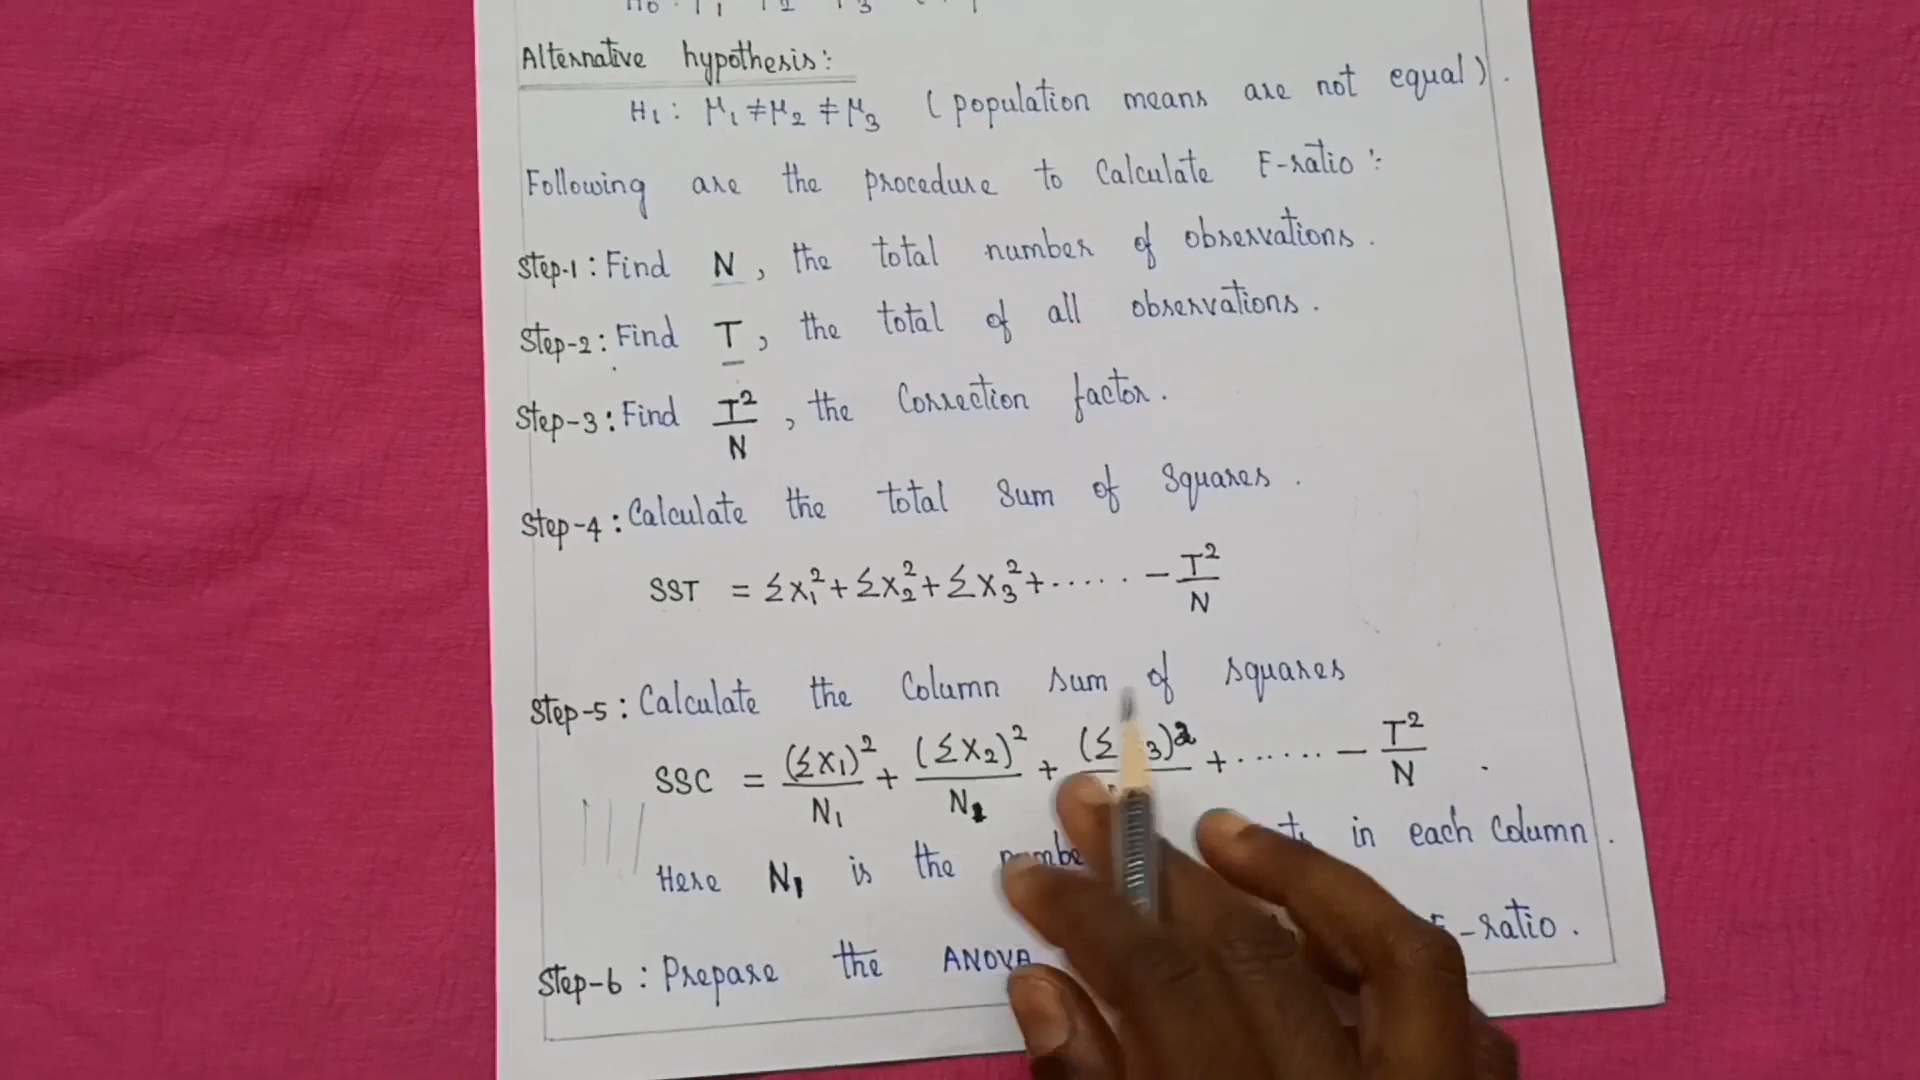 Alternative hypothesis:
H1: μ1 ≠ μ2 ≠ μ3 (population means are not equal).
Following are the procedure to Calculate F-ratio:
Step-1: Find N, the total number of observations.
Step-2: Find T, the total of all observations.
Step-3: Find T²/N, the Correction factor.
Step-4: Calculate the total Sum of Squares.
SST = Σx₁² + Σx₂² + Σx₃² + ...... - T²/N
Step-5: Calculate the Column sum of squares
SSC = (Σx₁)²/N₁ + (Σx₂)²/N₁ + (Σ 3)² + ...... - T²/N
Here N₁ is the in each Column.
Step-6: Prepare the ANOVA F-ratio.